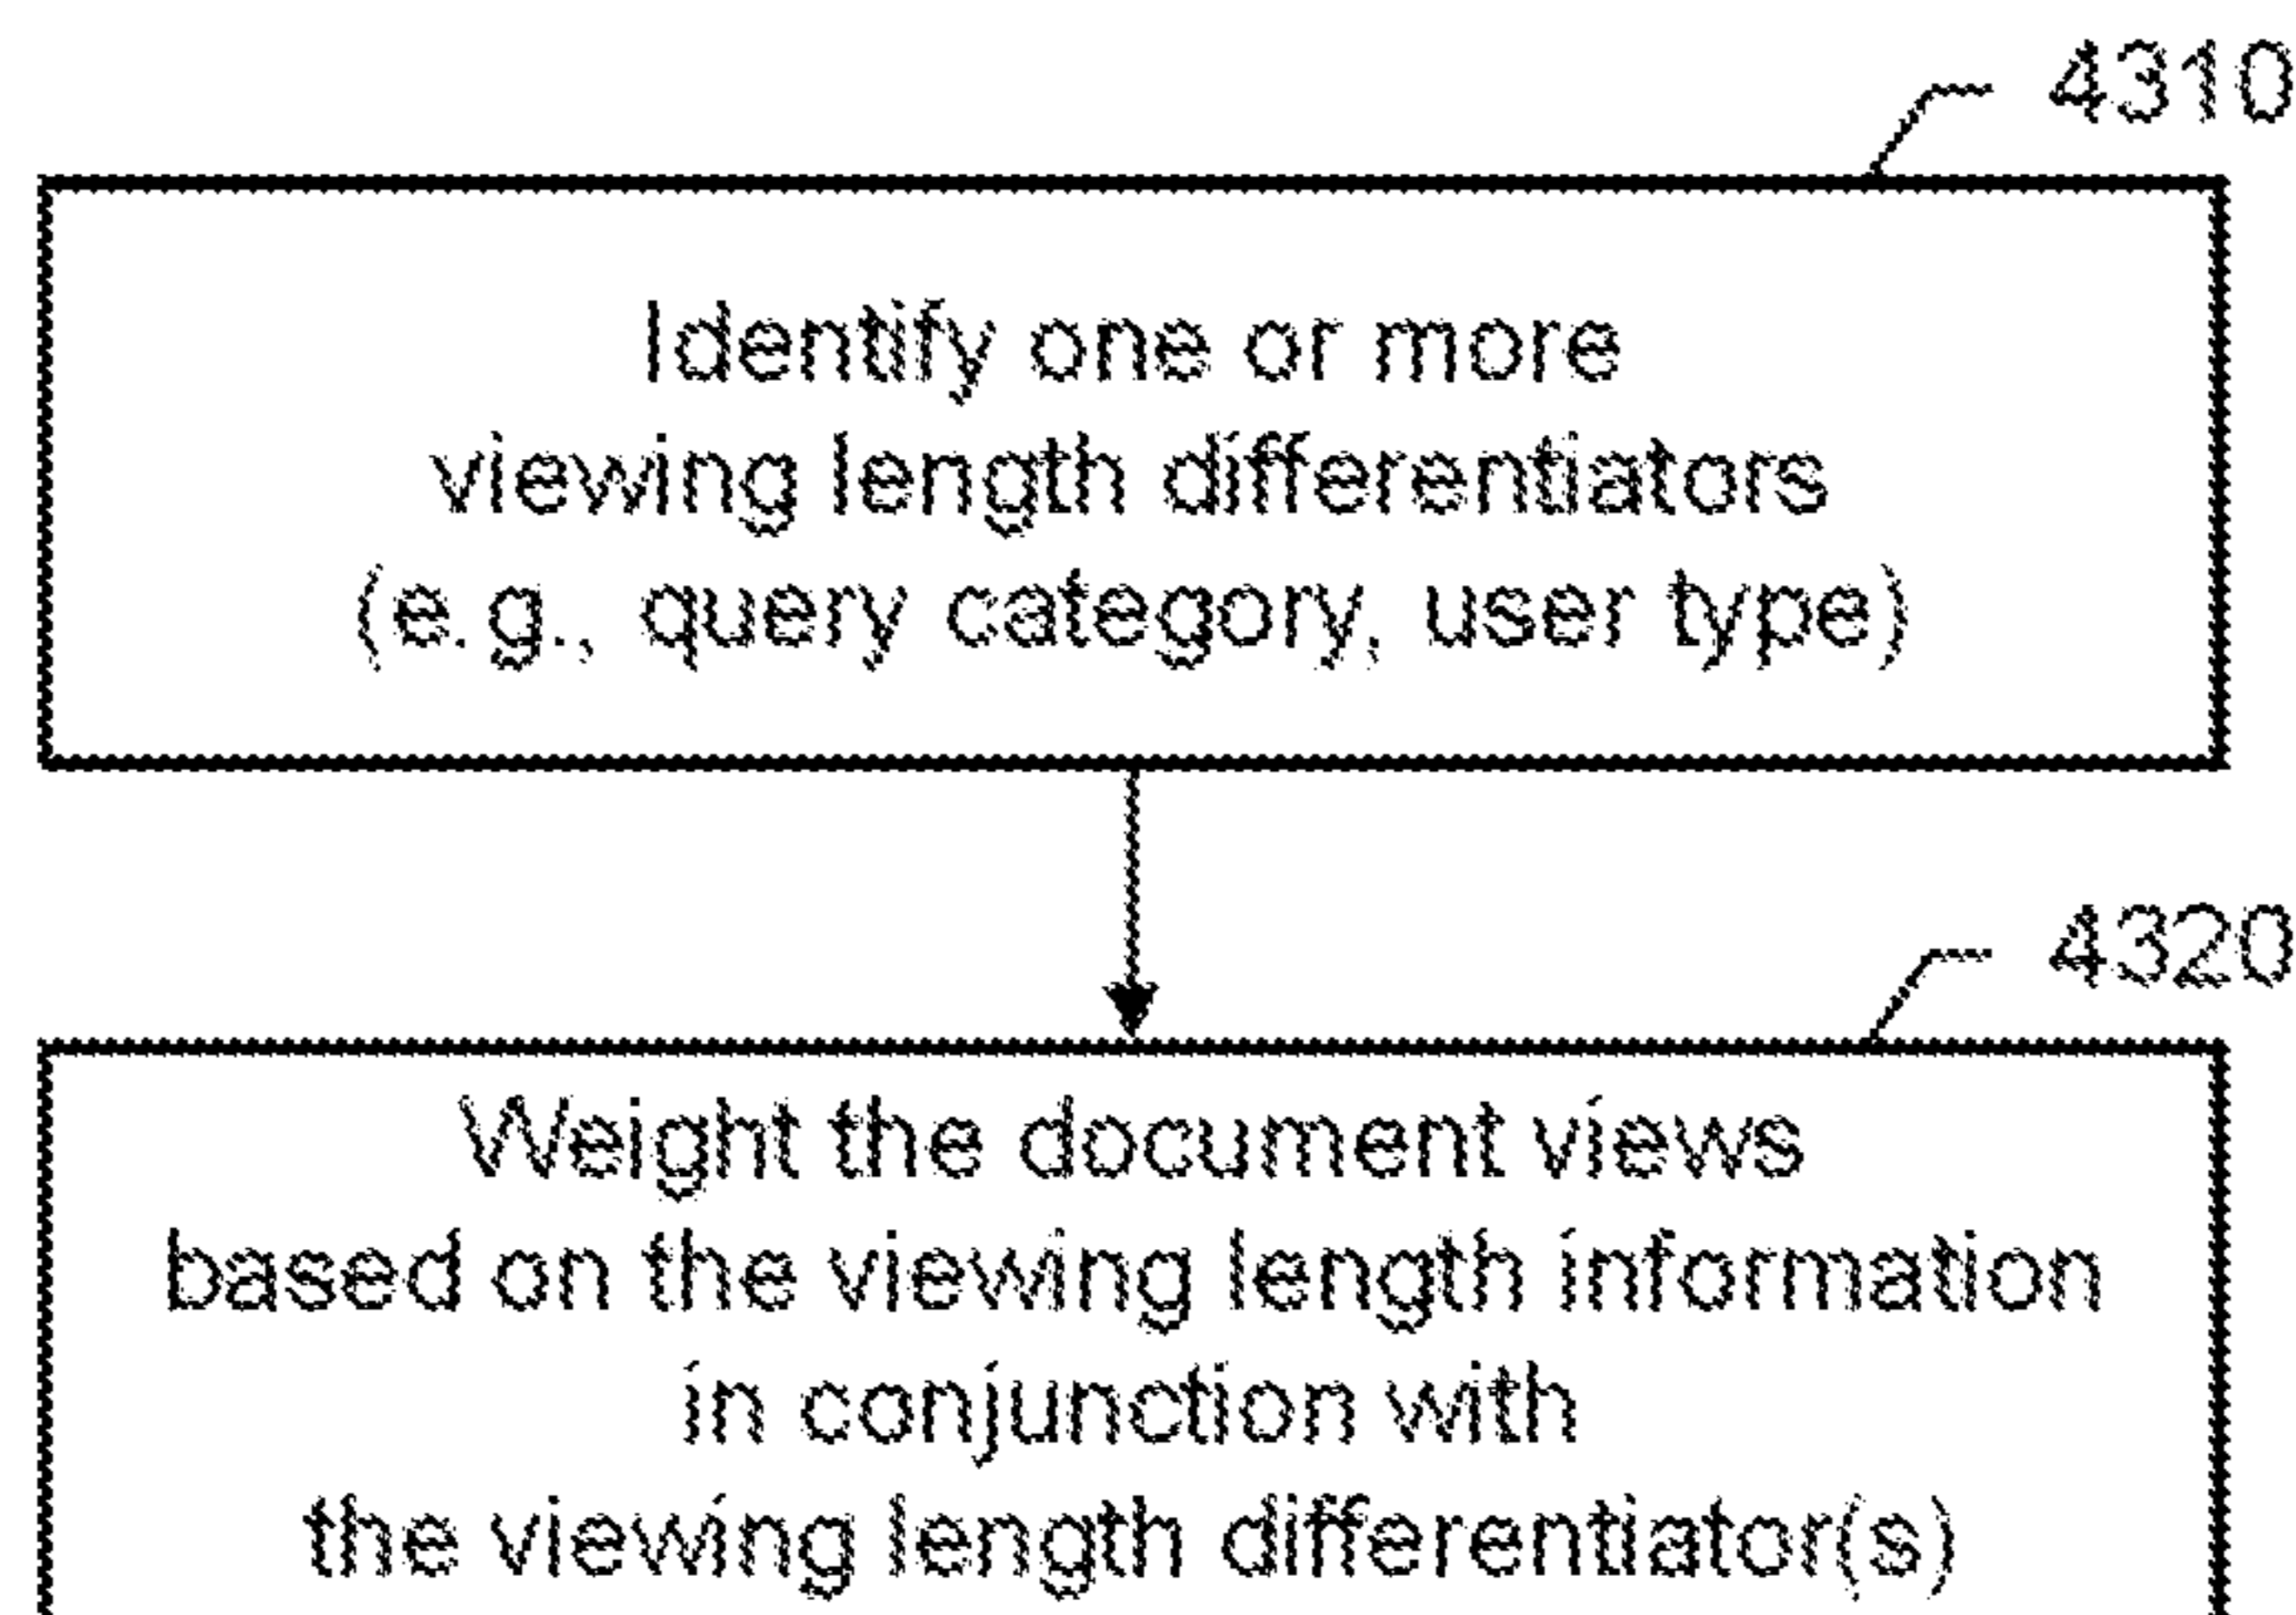 4310
Identify one or more
viewing length differentiators
(e.g., query category, user type)
4320
Weight the document views
based on the viewing length information
in conjunction with
the viewing length differentiator(s)